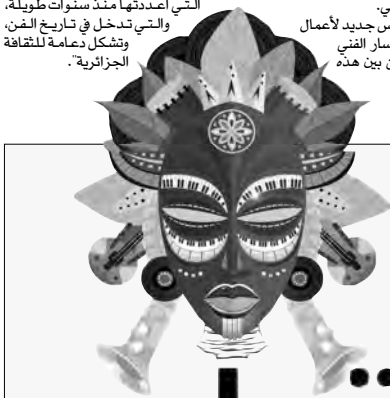 ي.
س جديد لأعمال
سار الفني
ن بين هذه
التي أعددتها منذ سنوات طويلة،
والتي تدخل في تاريخ الفن،
وتشكل دعامة للثقافة
الجزائرية".